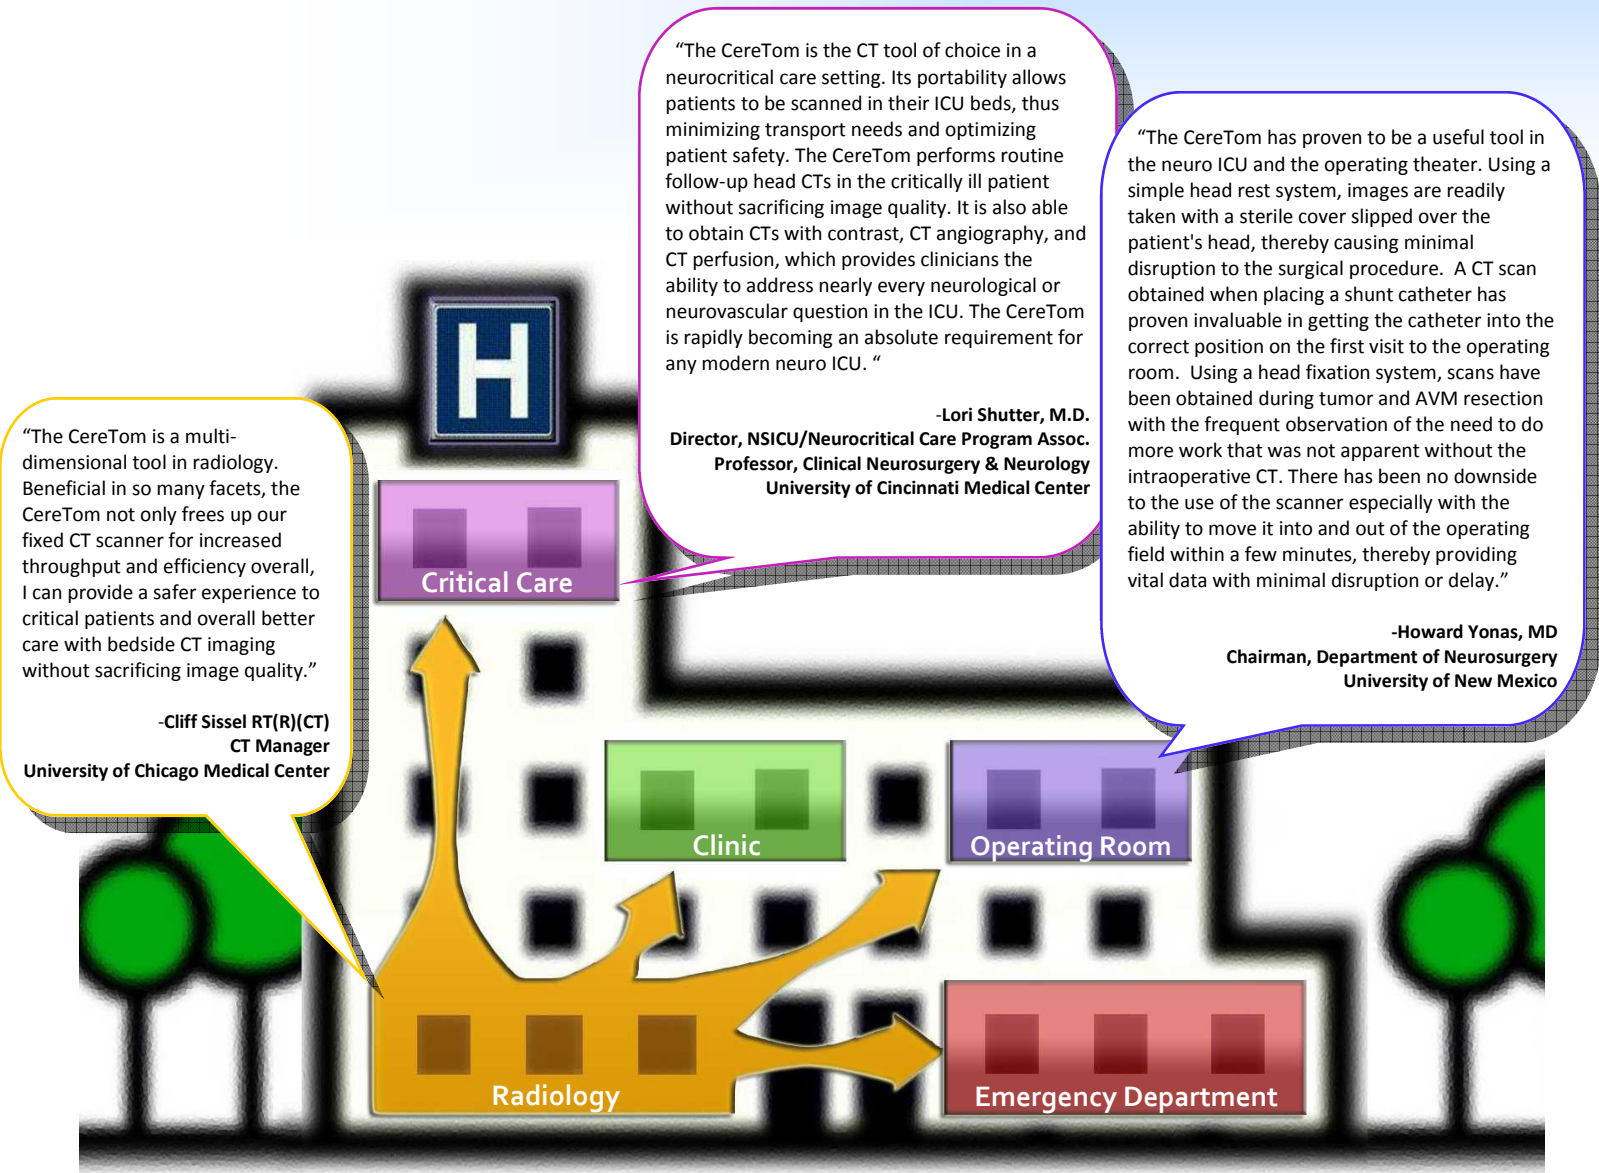 “The CereTom is the CT tool of choice in a
neurocritical care setting. Its portability allows
patients to be scanned in their ICU beds, thus
minimizing transport needs and optimizing
patient safety. The CereTom performs routine
follow-up head CTs in the critically ill patient
without sacrificing image quality. It is also able
to obtain CTs with contrast, CT angiography, and
CT perfusion, which provides clinicians the
ability to address nearly every neurological or
neurovascular question in the ICU. The CereTom
is rapidly becoming an absolute requirement for
any modern neuro ICU. “
-Lori Shutter, M.D.
Director, NSICU/Neurocritical Care Program Assoc.
Professor, Clinical Neurosurgery & Neurology
University of Cincinnati Medical Center
“The CereTom has proven to be a useful tool in
the neuro ICU and the operating theater. Using a
simple head rest system, images are readily
taken with a sterile cover slipped over the
patient's head, thereby causing minimal
disruption to the surgical procedure.  A CT scan
obtained when placing a shunt catheter has
proven invaluable in getting the catheter into the
correct position on the first visit to the operating
room.  Using a head fixation system, scans have
been obtained during tumor and AVM resection
with the frequent observation of the need to do
more work that was not apparent without the
intraoperative CT. There has been no downside
to the use of the scanner especially with the
ability to move it into and out of the operating
field within a few minutes, thereby providing
vital data with minimal disruption or delay.”
-Howard Yonas, MD
Chairman, Department of Neurosurgery
University of New Mexico
H
“The CereTom is a multi-
dimensional tool in radiology.
Beneficial in so many facets, the
CereTom not only frees up our
fixed CT scanner for increased
throughput and efficiency overall,
I can provide a safer experience to
critical patients and overall better
care with bedside CT imaging
without sacrificing image quality.”
-Cliff Sissel RT(R)(CT)
CT Manager
University of Chicago Medical Center
Critical Care
Clinic
Operating Room
Radiology
Emergency Department